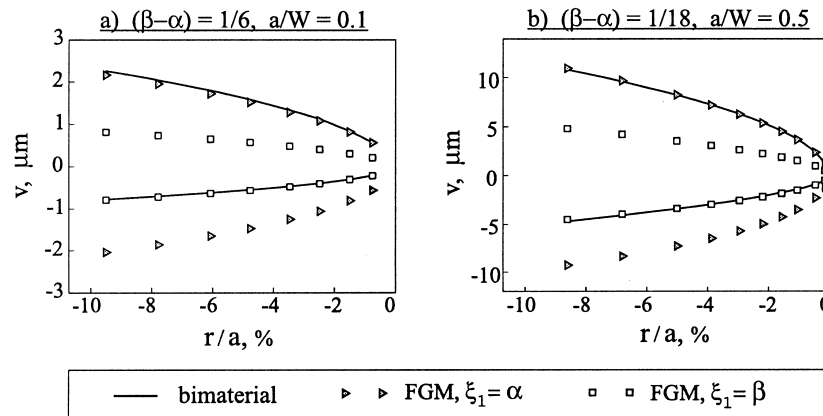 a) (β−α) = 1/6, a/W = 0.1
3
2
1
0
-1
-2
-3
v, μm
-10 -8 -6 -4 -2 0
r/a, %
b) (β−α) = 1/18, a/W = 0.5
10
5
0
-5
-10
v, μm
-10 -8 -6 -4 -2
r/a, %
bimaterial FGM, ξ₁= α FGM, ξ₁= β